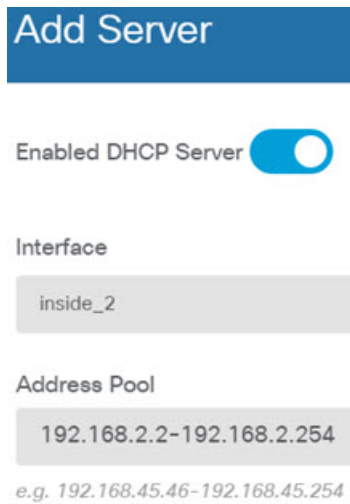 Add Server
Enabled DHCP Server
Interface
inside_2
Address Pool
192.168.2.2-192.168.2.254
e.g. 192.168.45.46-192.168.45.254